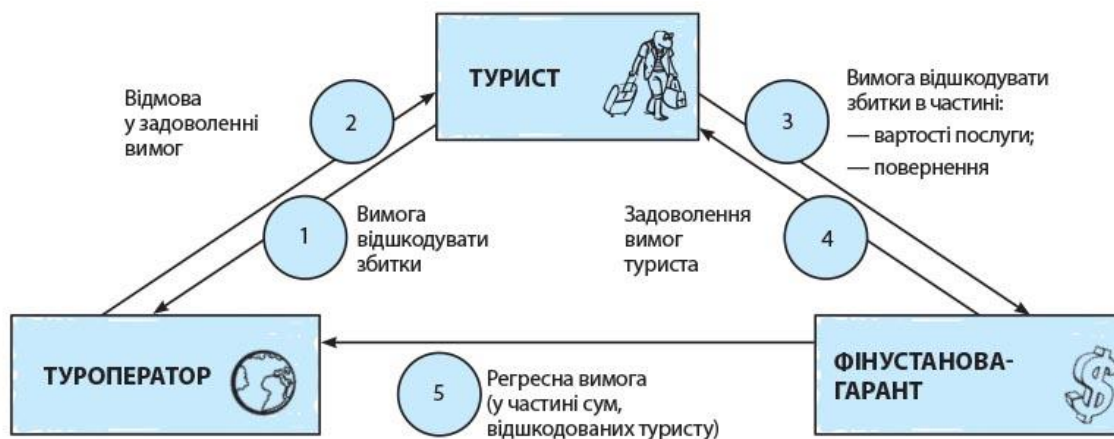 ТУРИСТ
Відмова
у задоволенні
вимог
2
3
Вимога відшкодувати
збитки в частині:
— вартості послуги;
— повернення
1
Вимога
відшкодувати
збитки
Задоволення
вимог
туриста
4
ТУРОПЕРАТОР
ФІНУСТАНОВА-
ГАРАНТ
5
Регресна вимога
(у частині сум,
відшкодованих туристу)